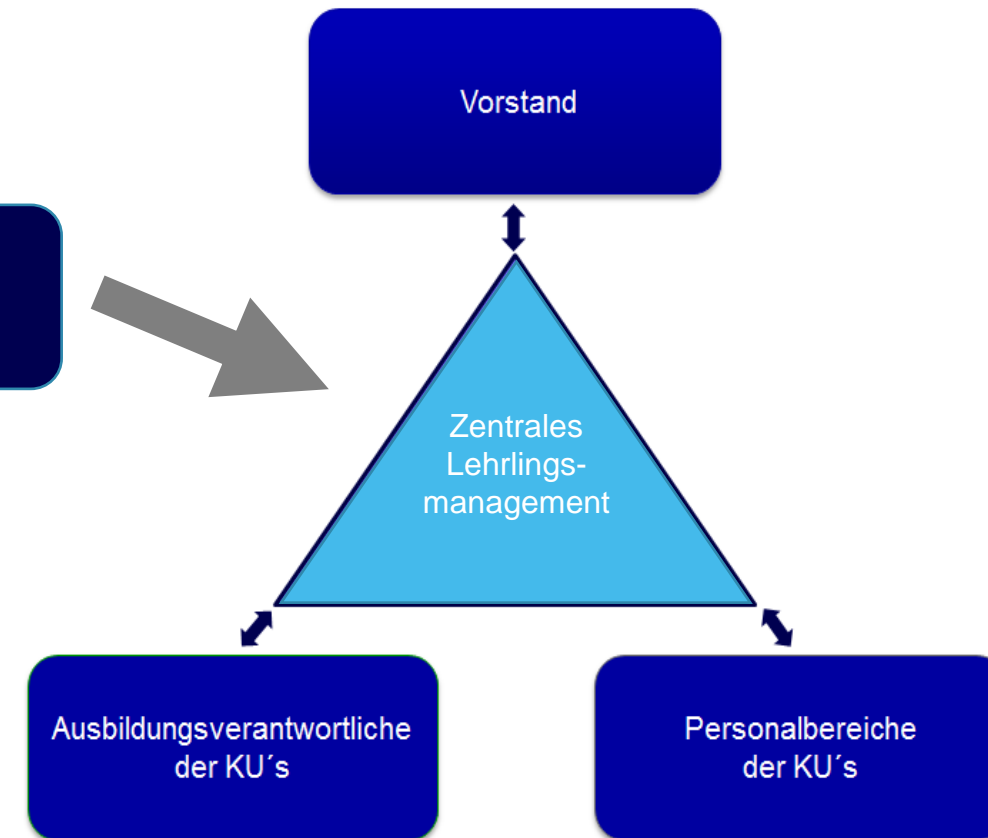 Vorstand
Zentrales
Lehrlings-
management
Ausbildungsverantwortliche
der KU´s
Personalbereiche
der KU´s